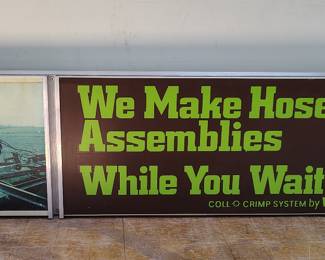 We Make Hose
Assemblies
While You Wait
COLL-O-CRIMP SYSTEM by